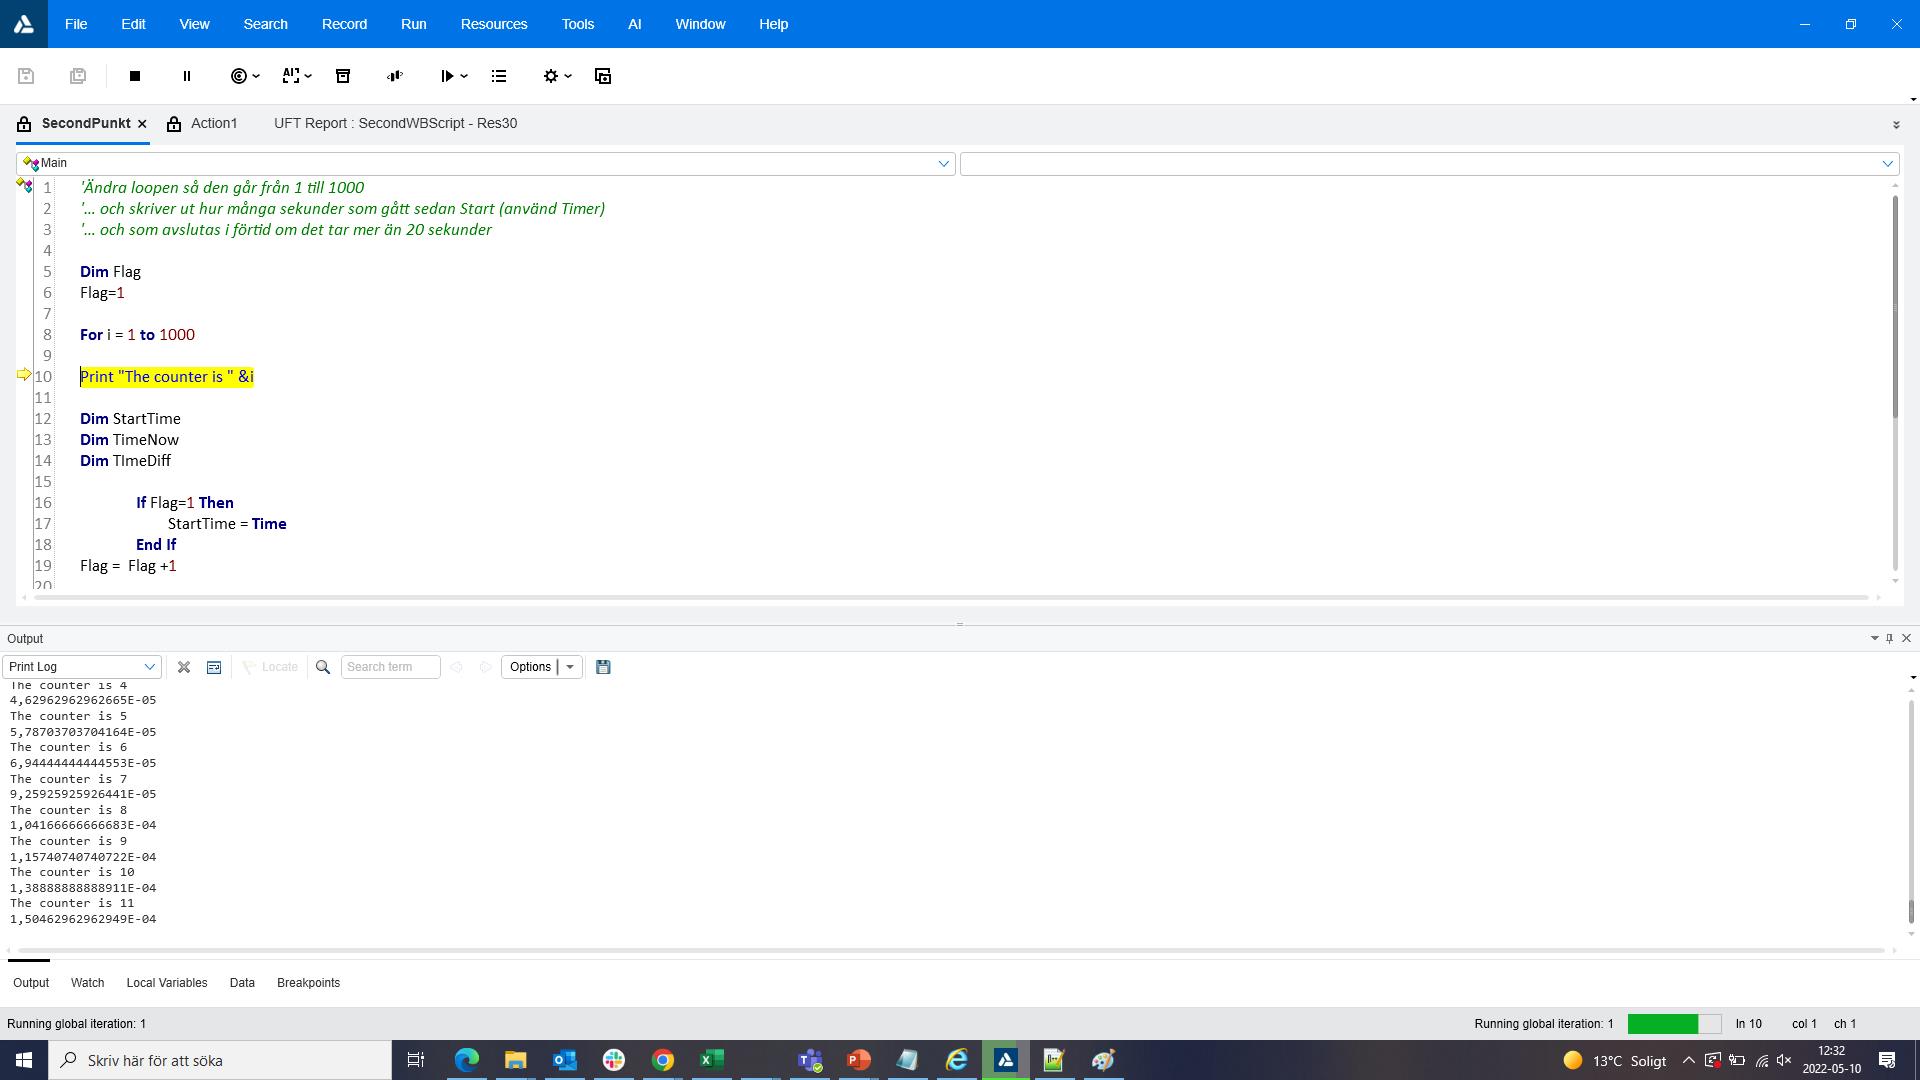 File Edit View Search Record Run Resources Tools AI Window Help
AI
SecondPunkt Action1 UFT Report : SecondWBScript - Res30
Main
1 'Ändra loopen så den går från 1 till 1000
2 '... och skriver ut hur många sekunder som gått sedan Start (använd Timer)
3 '... och som avslutas i förtid om det tar mer än 20 sekunder
4
5 Dim Flag
6 Flag=1
7
8 For i = 1 to 1000
9
10 Print "The counter is " &i
11
12 Dim StartTime
13 Dim TimeNow
14 Dim TImeDiff
15
16 If Flag=1 Then
17 StartTime = Time
18 End If
19 Flag = Flag +1
20
Output
Print Log Locate Search term Options
The counter is 4
4,62962962962665E-05
The counter is 5
5,78703703704164E-05
The counter is 6
6,94444444444553E-05
The counter is 7
9,25925925926441E-05
The counter is 8
1,04166666666683E-04
The counter is 9
1,15740740740722E-04
The counter is 10
1,38888888888911E-04
The counter is 11
1,50462962962949E-04
Output Watch Local Variables Data Breakpoints
Running global iteration: 1 Running global iteration: 1 ln 10 col 1 ch 1
Skriv här för att söka 13°C Soligt 12:32
2022-05-10